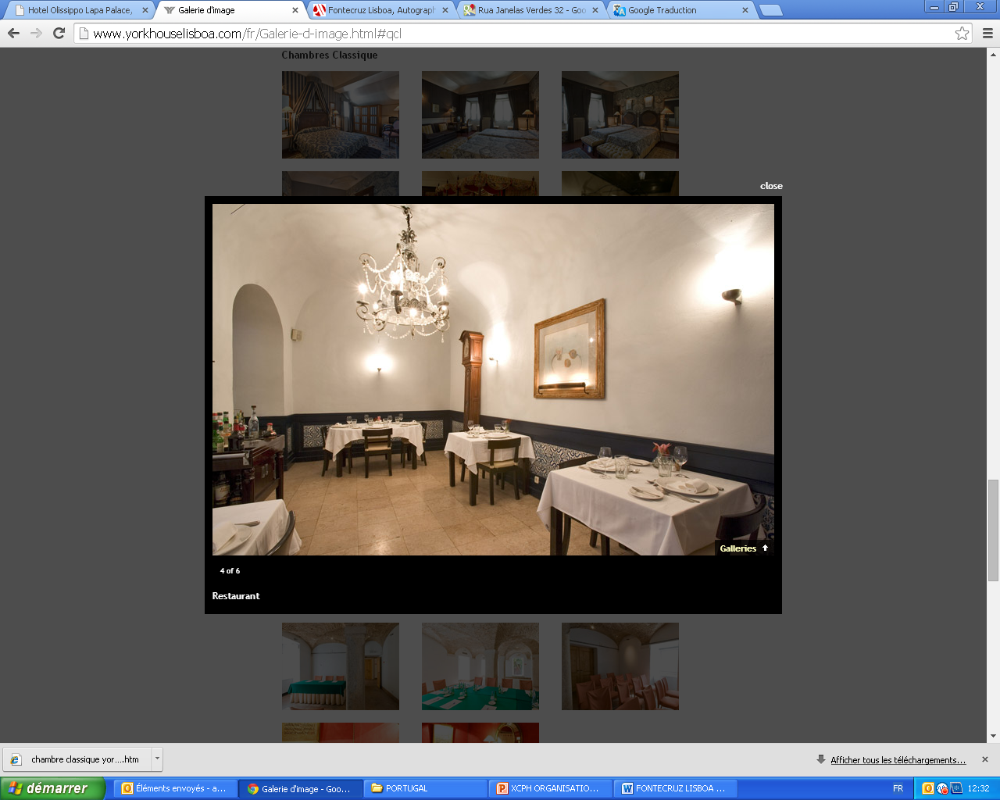 Hotel Olissippo Lapa Palace,
Galerie d'image
Fontecruz Lisboa, Autograph
Rua Janelas Verdes 32 - Goo
Google Traduction
www.yorkhouselisboa.com/fr/Galerie-d-image.html#qcl
Chambres Classique
close
Galleries
4 of 6
Restaurant
chambre classique yor....htm
Afficher tous les téléchargements...
démarrer
Éléments envoyés - a...
Galerie d'image - Goo...
PORTUGAL
XCPH ORGANISATIO...
FONTECRUZ LISBOA ...
FR
12:32